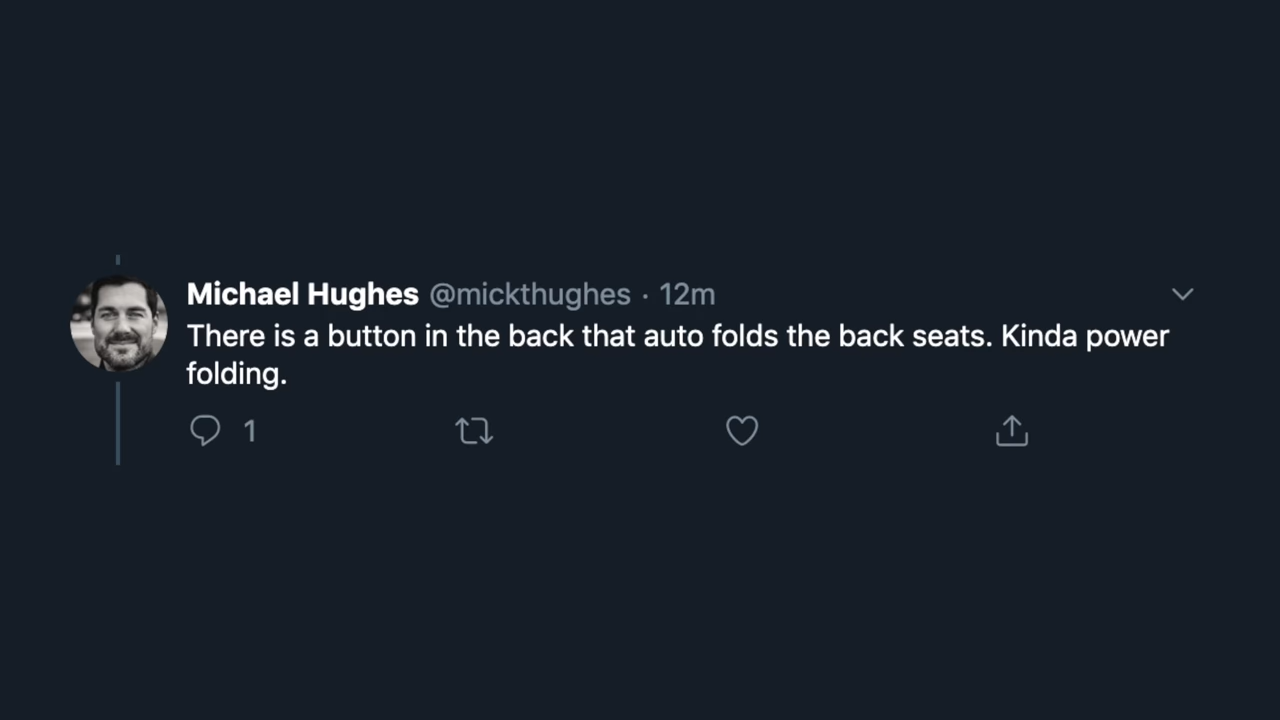 Michael Hughes @mickthughes · 12m
There is a button in the back that auto folds the back seats. Kinda power
folding.
1